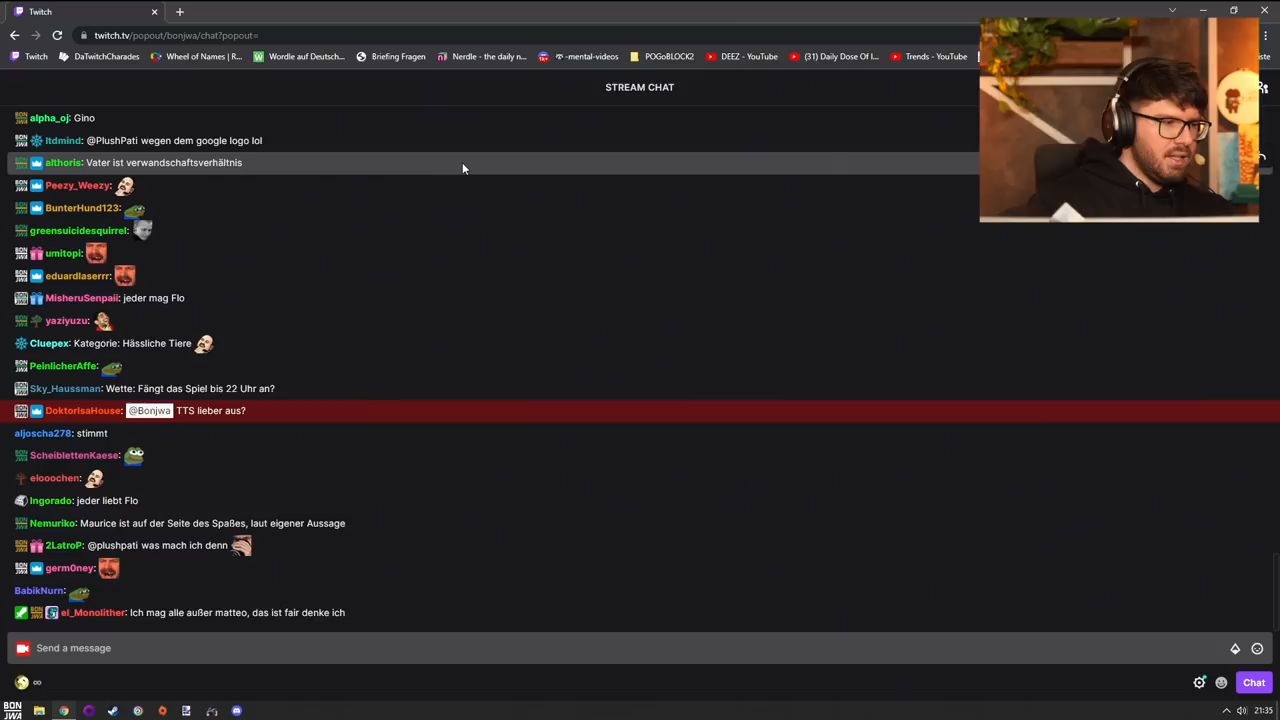 Twitch
twitch.tv/popout/bonjwa/chat?popout=
Twitch
DaTwitchCharades
Wheel of Names | R...
Wordle auf Deutsch...
Briefing Fragen
Nerdle - the daily n...
-mental-videos
POGoBLOCK2
DEEZ - YouTube
(31) Daily Dose Of I...
Trends - YouTube
STREAM CHAT
alpha_oj: Gino
ltdmind: @PlushPati wegen dem google logo lol
althoris: Vater ist verwandschaftsverhältnis
Peezy_Weezy:
BunterHund123:
greensuicidesquirrel:
umitopi:
eduardlaserrr:
MisheruSenpaii: jeder mag Flo
yaziyuzu:
Cluepex: Kategorie: Hässliche Tiere
PeinlicherAffe:
Sky_Haussman: Wette: Fängt das Spiel bis 22 Uhr an?
DoktorIsaHouse: @Bonjwa TTS lieber aus?
aljoscha278: stimmt
ScheiblettenKaese:
elooochen:
Ingorado: jeder liebt Flo
Nemuriko: Maurice ist auf der Seite des Spaßes, laut eigener Aussage
2LatroP: @plushpati was mach ich denn
germ0ney:
BabikNurn:
el_Monolither: Ich mag alle außer matteo, das ist fair denke ich
Send a message
∞
Chat
BON
JWA
21:35